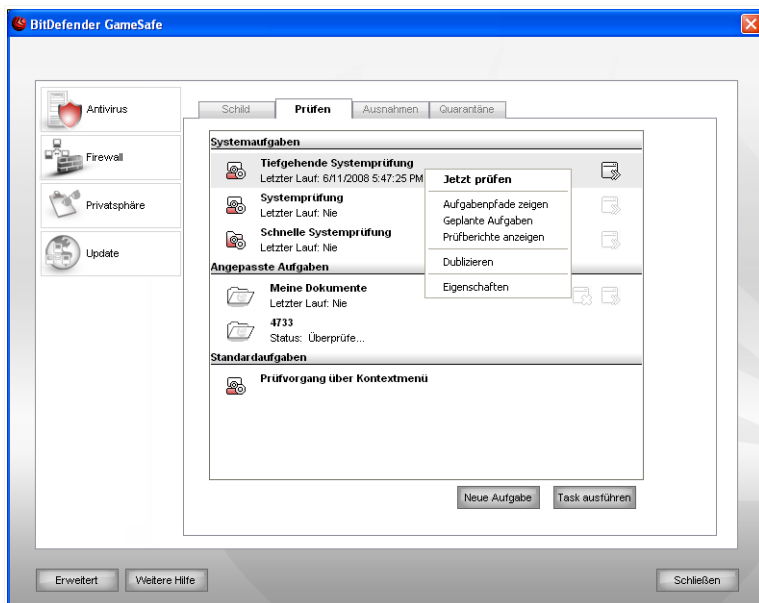 BitDefender GameSafe
Antivirus
Firewall
Privatsphäre
Update
Schild
Prüfen
Ausnahmen
Quarantäne
Systemaufgaben
Tiefgehende Systemprüfung
Letzter Lauf: 6/11/2008 5:47:25 PM
Systemprüfung
Letzter Lauf: Nie
Schnelle Systemprüfung
Letzter Lauf: Nie
Jetzt prüfen
Aufgabenpfade zeigen
Geplante Aufgaben
Prüfberichte anzeigen
Dublizieren
Eigenschaften
Angepasste Aufgaben
Meine Dokumente
Letzter Lauf: Nie
4733
Status: Überprüfe...
Standardaufgaben
Prüfvorgang über Kontextmenü
Neue Aufgabe
Task ausführen
Erweitert
Weitere Hilfe
Schließen